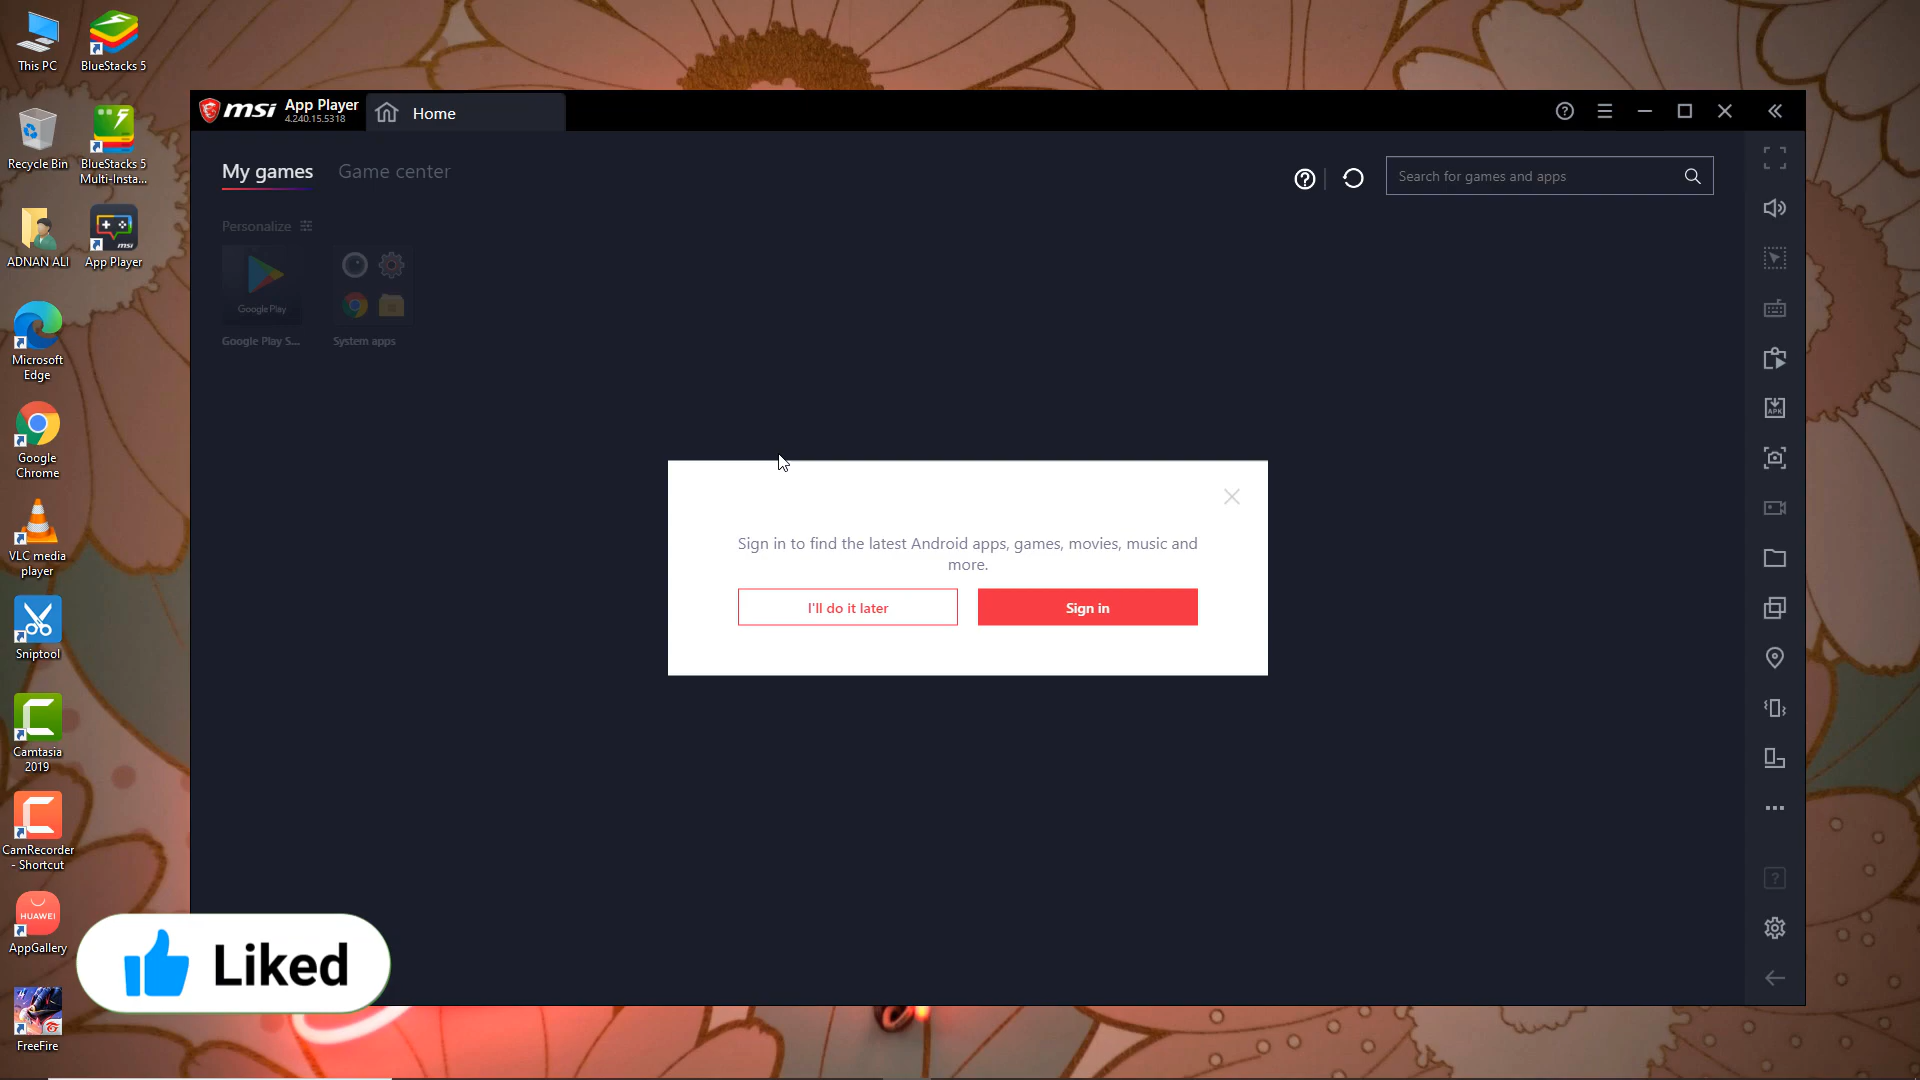 This PC
BlueStacks 5
Recycle Bin
BlueStacks 5
Multi-Insta...
ADNAN ALI
App Player
Microsoft
Edge
Google
Chrome
VLC media
player
Sniptool
Camtasia
2019
CamRecorder
- Shortcut
HUAWEI
AppGallery
FreeFire
msi
App Player
4.240.15.5318
Home
My games
Game center
Search for games and apps
Personalize
Google Play
Google Play S...
System apps
APK
Sign in to find the latest Android apps, games, movies, music and
more.
I'll do it later
Sign in
Liked